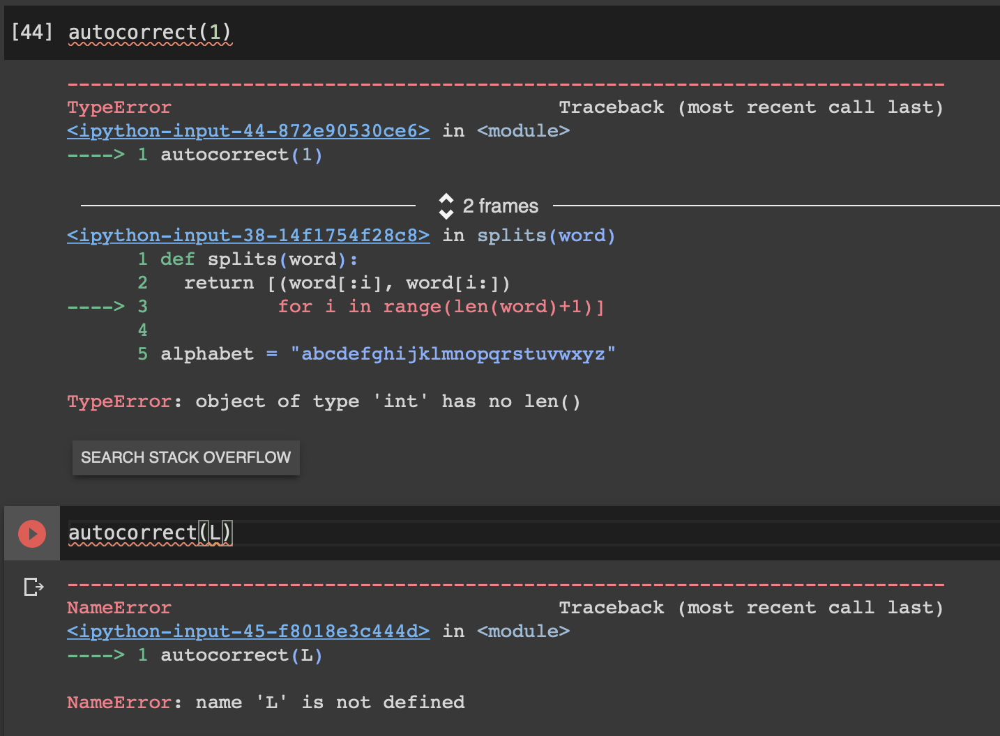 [44] autocorrect(1)
---------------------------------------------------------------------------
TypeError                                 Traceback (most recent call last)
<ipython-input-44-872e90530ce6> in <module>
----> 1 autocorrect(1)
2 frames
<ipython-input-38-14f1754f28c8> in splits(word)
      1 def splits(word):
      2   return [(word[:i], word[i:])
----> 3           for i in range(len(word)+1)]
      4
      5 alphabet = "abcdefghijklmnopqrstuvwxyz"
TypeError: object of type 'int' has no len()
SEARCH STACK OVERFLOW
autocorrect(L)
---------------------------------------------------------------------------
NameError                                 Traceback (most recent call last)
<ipython-input-45-f8018e3c444d> in <module>
----> 1 autocorrect(L)
NameError: name 'L' is not defined